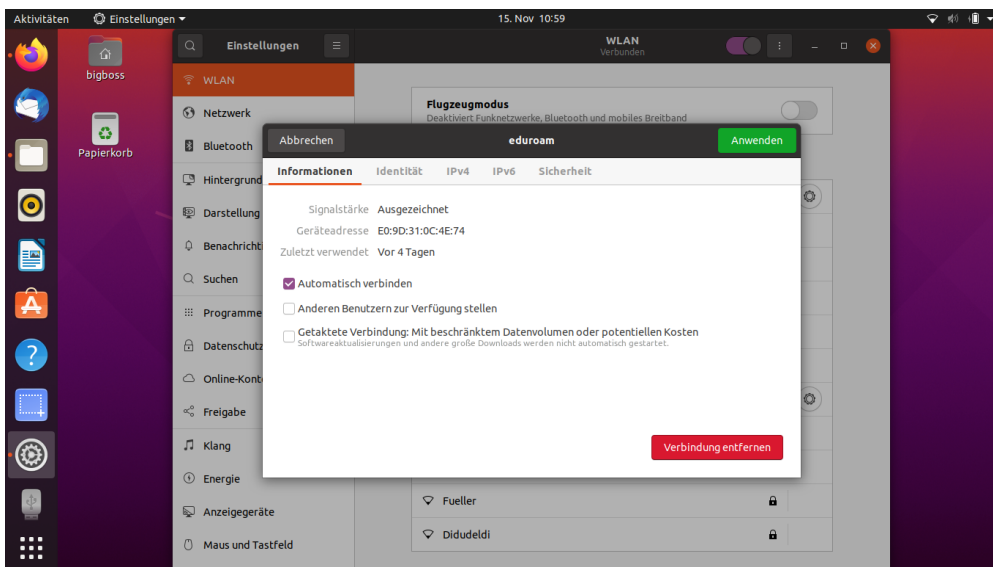 Aktivitäten
Einstellungen
15. Nov 10:59
bigboss
Papierkorb
Einstellungen
WLAN
Verbunden
WLAN
Netzwerk
Bluetooth
Hintergrund
Darstellung
Benachricht
Suchen
Programme
Datenschutz
Online-Kont
Freigabe
Klang
Energie
Anzeigegeräte
Maus und Tastfeld
Flugzeugmodus
Deaktiviert Funknetzwerke, Bluetooth und mobiles Breitband
Abbrechen
eduroam
Anwenden
Informationen Identität IPv4 IPv6 Sicherheit
Signalstärke Ausgezeichnet
Geräteadresse E0:9D:31:0C:4E:74
Zuletzt verwendet Vor 4 Tagen
Automatisch verbinden
Anderen Benutzern zur Verfügung stellen
Getaktete Verbindung: Mit beschränktem Datenvolumen oder potentiellen Kosten
Softwareaktualisierungen und andere große Downloads werden nicht automatisch gestartet.
Verbindung entfernen
Fueller
Didudeldi